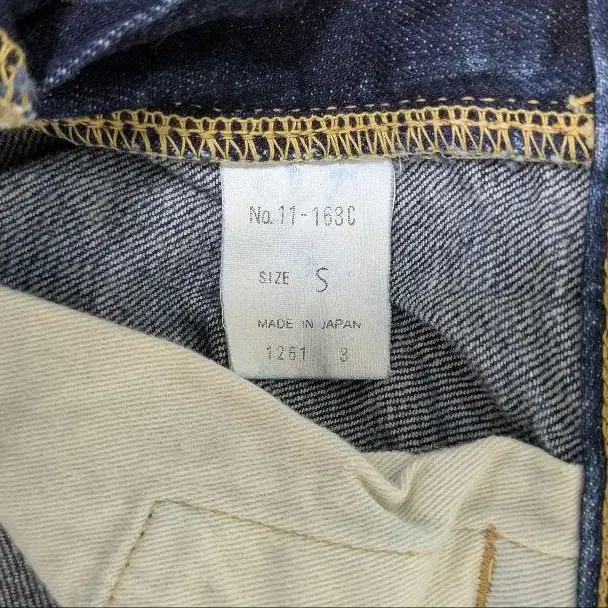 No. 11-163C
SIZE S
MADE IN JAPAN
1261 3